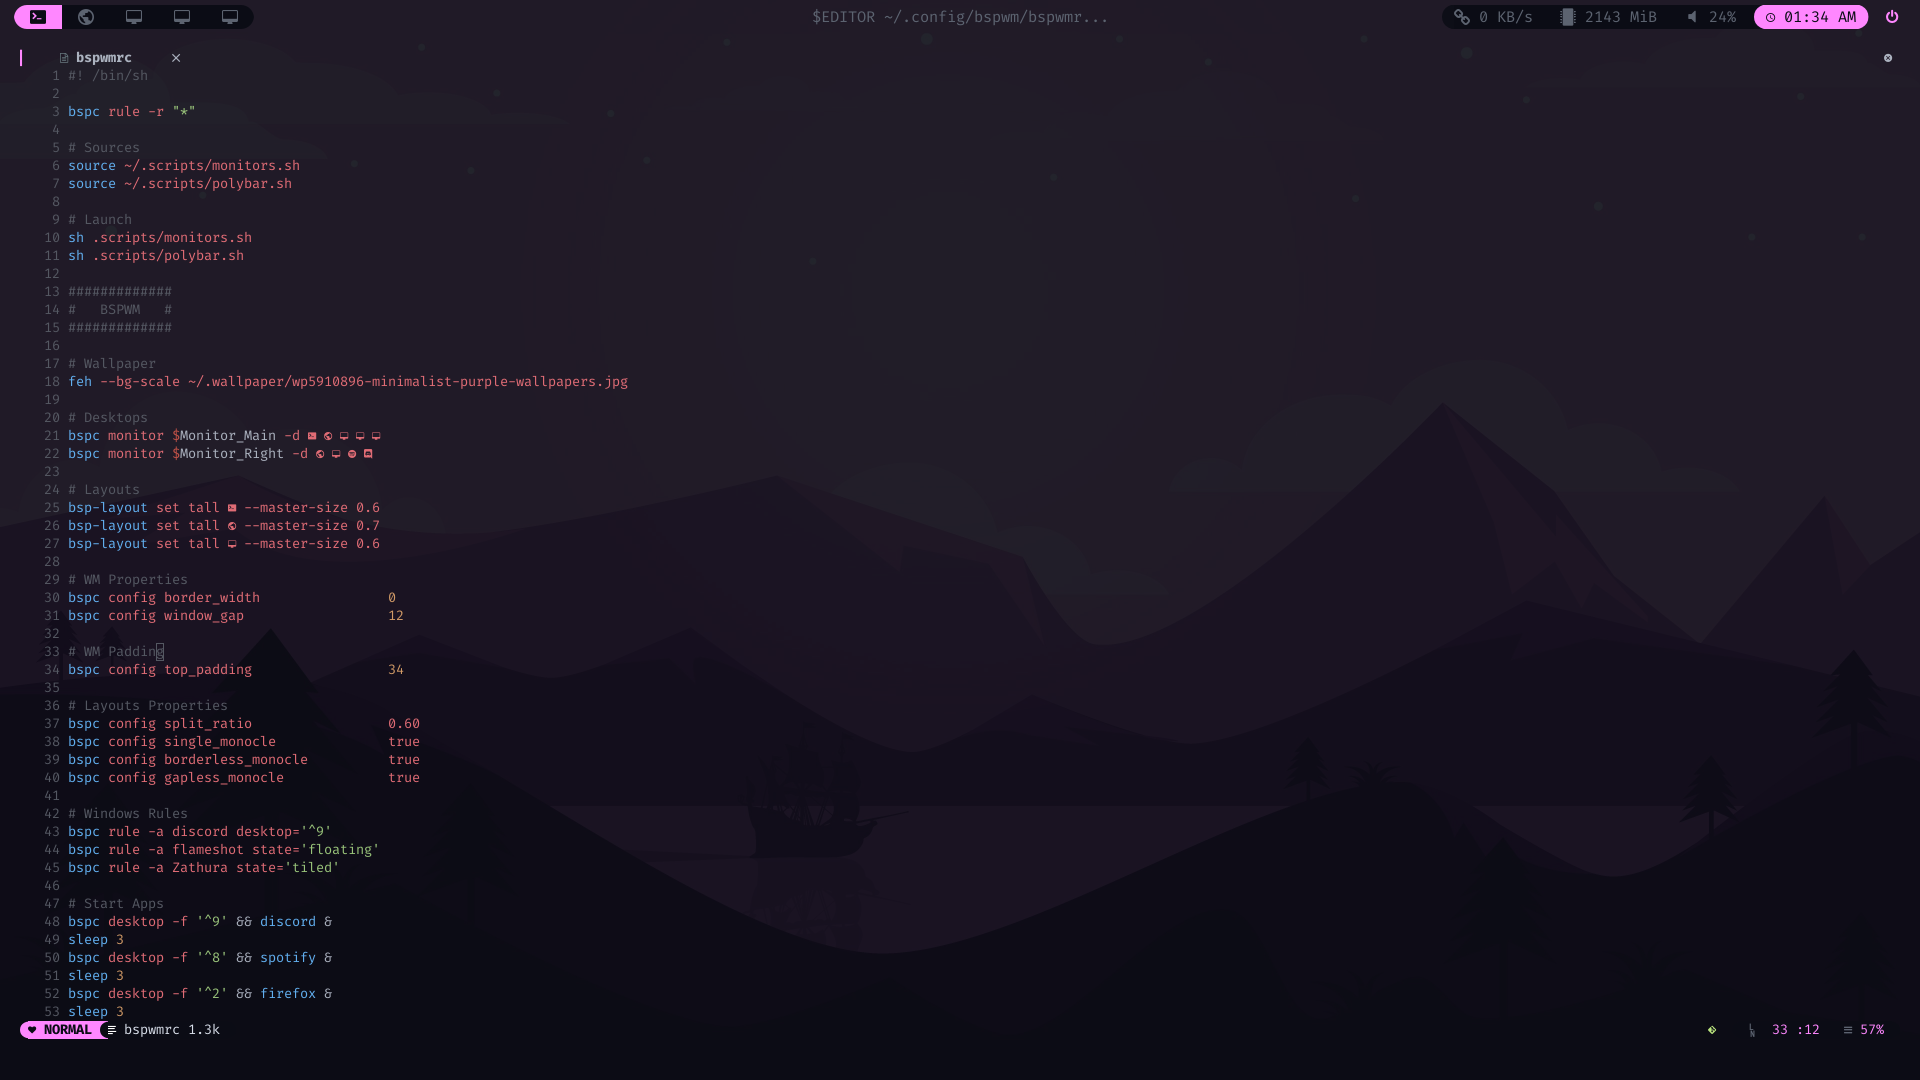 $EDITOR ~/.config/bspwm/bspwmr...
0 KB/s 2143 MiB 24% 01:34 AM
bspwmrc ×
1 #! /bin/sh
2
3 bspc rule -r "*"
4
5 # Sources
6 source ~/.scripts/monitors.sh
7 source ~/.scripts/polybar.sh
8
9 # Launch
10 sh .scripts/monitors.sh
11 sh .scripts/polybar.sh
12
13 #############
14 #   BSPWM   #
15 #############
16
17 # Wallpaper
18 feh --bg-scale ~/.wallpaper/wp5910896-minimalist-purple-wallpapers.jpg
19
20 # Desktops
21 bspc monitor $Monitor_Main -d
22 bspc monitor $Monitor_Right -d
23
24 # Layouts
25 bsp-layout set tall --master-size 0.6
26 bsp-layout set tall --master-size 0.7
27 bsp-layout set tall --master-size 0.6
28
29 # WM Properties
30 bspc config border_width 0
31 bspc config window_gap 12
32
33 # WM Padding
34 bspc config top_padding 34
35
36 # Layouts Properties
37 bspc config split_ratio 0.60
38 bspc config single_monocle true
39 bspc config borderless_monocle true
40 bspc config gapless_monocle true
41
42 # Windows Rules
43 bspc rule -a discord desktop='^9'
44 bspc rule -a flameshot state='floating'
45 bspc rule -a Zathura state='tiled'
46
47 # Start Apps
48 bspc desktop -f '^9' && discord &
49 sleep 3
50 bspc desktop -f '^8' && spotify &
51 sleep 3
52 bspc desktop -f '^2' && firefox &
53 sleep 3
NORMAL bspwmrc 1.3k LN 33 :12 57%